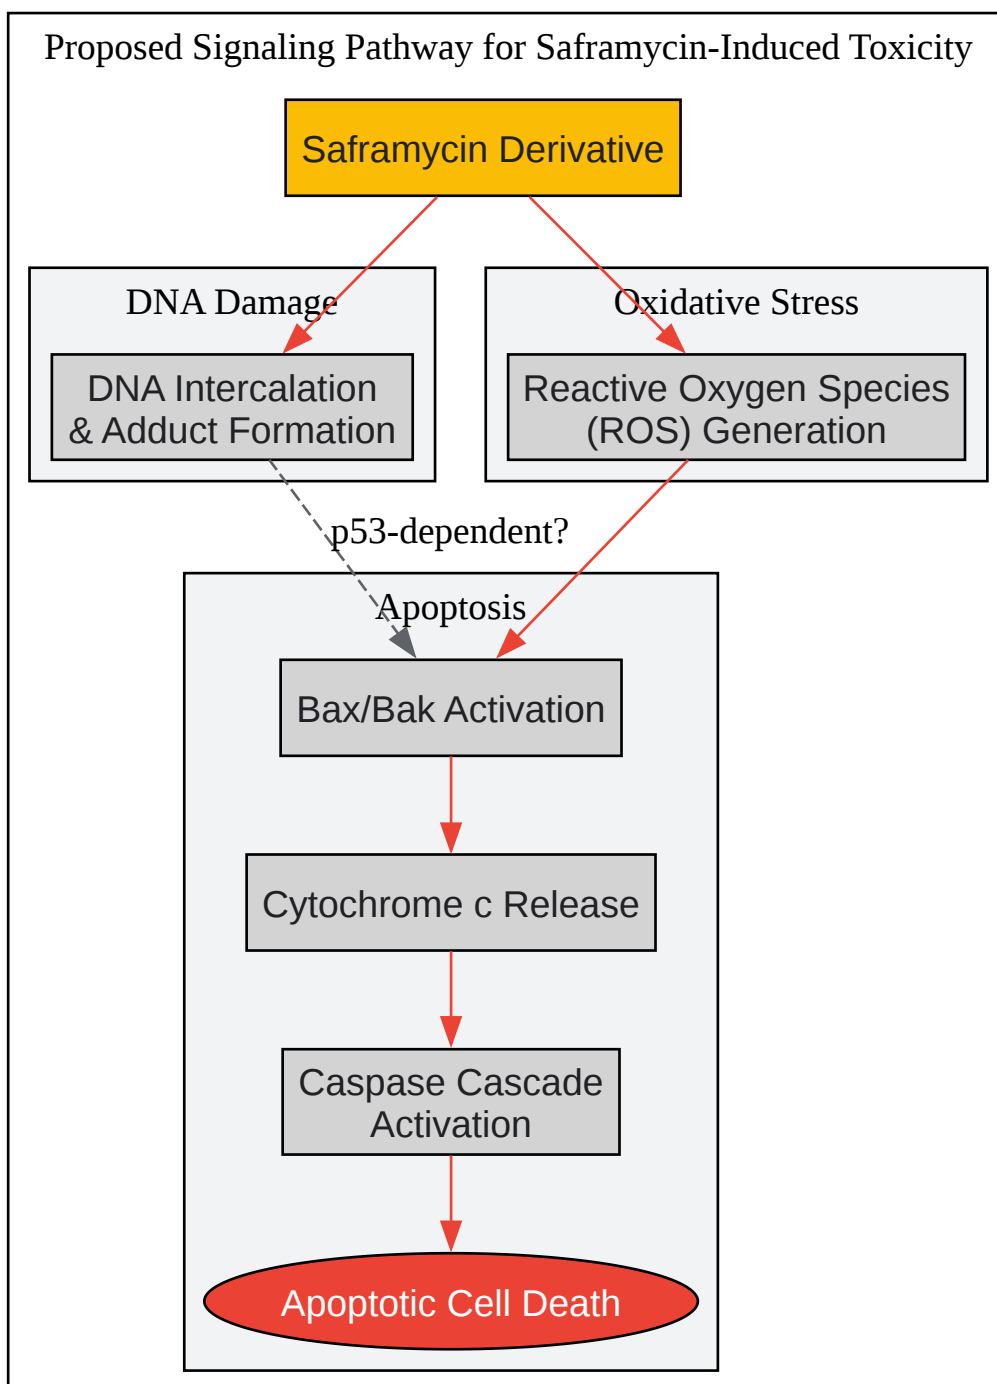 Proposed Signaling Pathway for Saframycin-Induced Toxicity
Saframycin Derivative
DNA Damage
Oxidative Stress
DNA Intercalation
& Adduct Formation
Reactive Oxygen Species
(ROS) Generation
p53-dependent?
Apoptosis
Bax/Bak Activation
Cytochrome c Release
Caspase Cascade
Activation
Apoptotic Cell Death